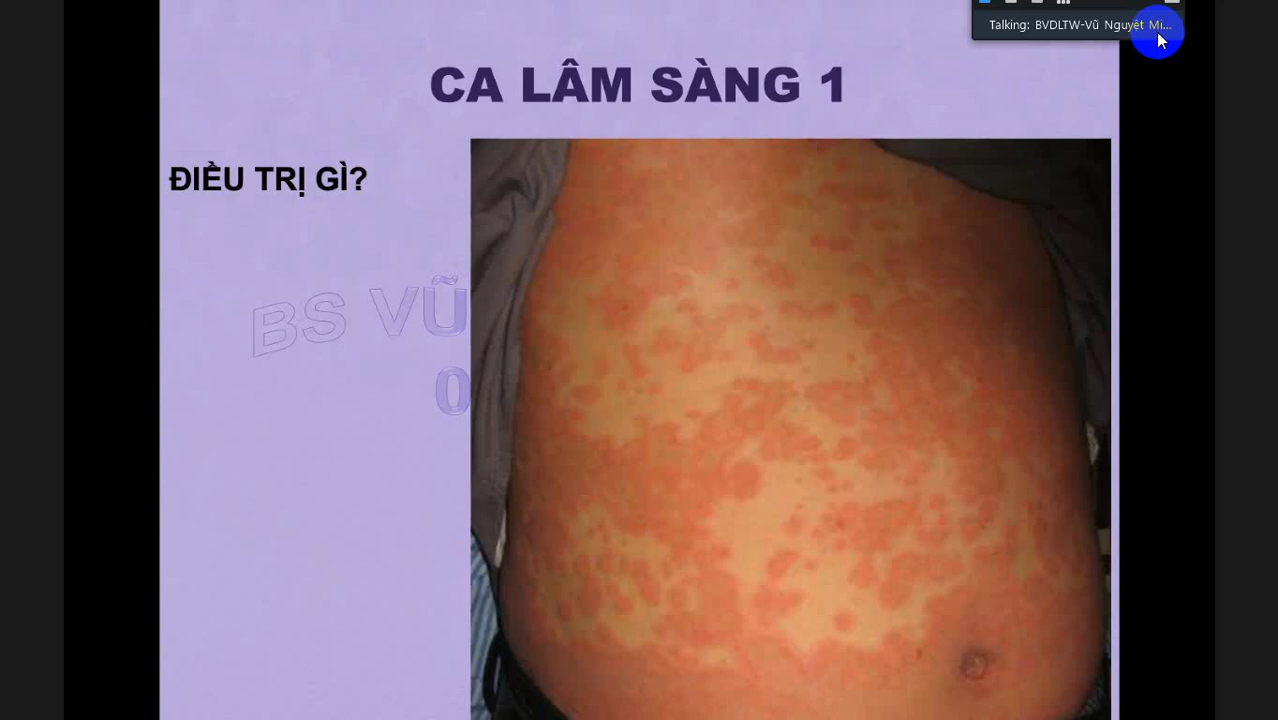 Talking: BVDLTW-Vũ Nguyệt Mi...
CA LÂM SÀNG 1
ĐIỀU TRỊ GÌ?
BS VŨ
0